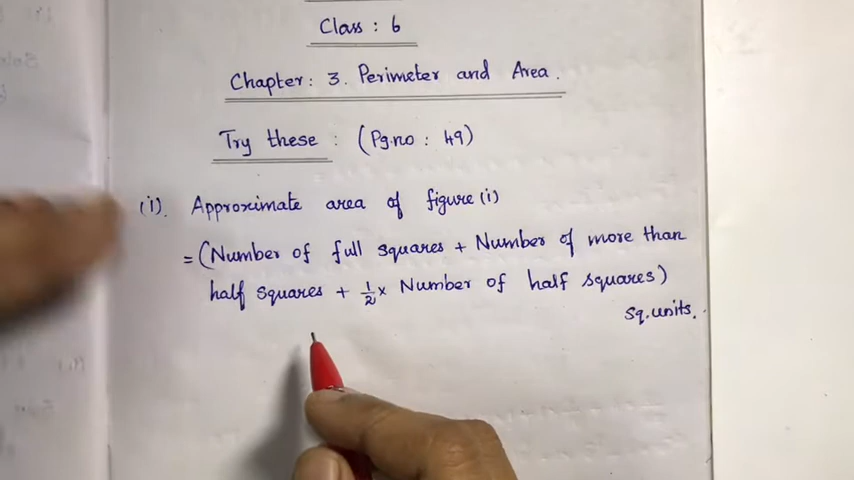 Class : 6
Chapter: 3. Perimeter and Area.
Try these : (Pg.no : 49)
(i). Approximate area of figure (i)
= (Number of full squares + Number of more than
half squares + 1/2 × Number of half squares)
sq.units.